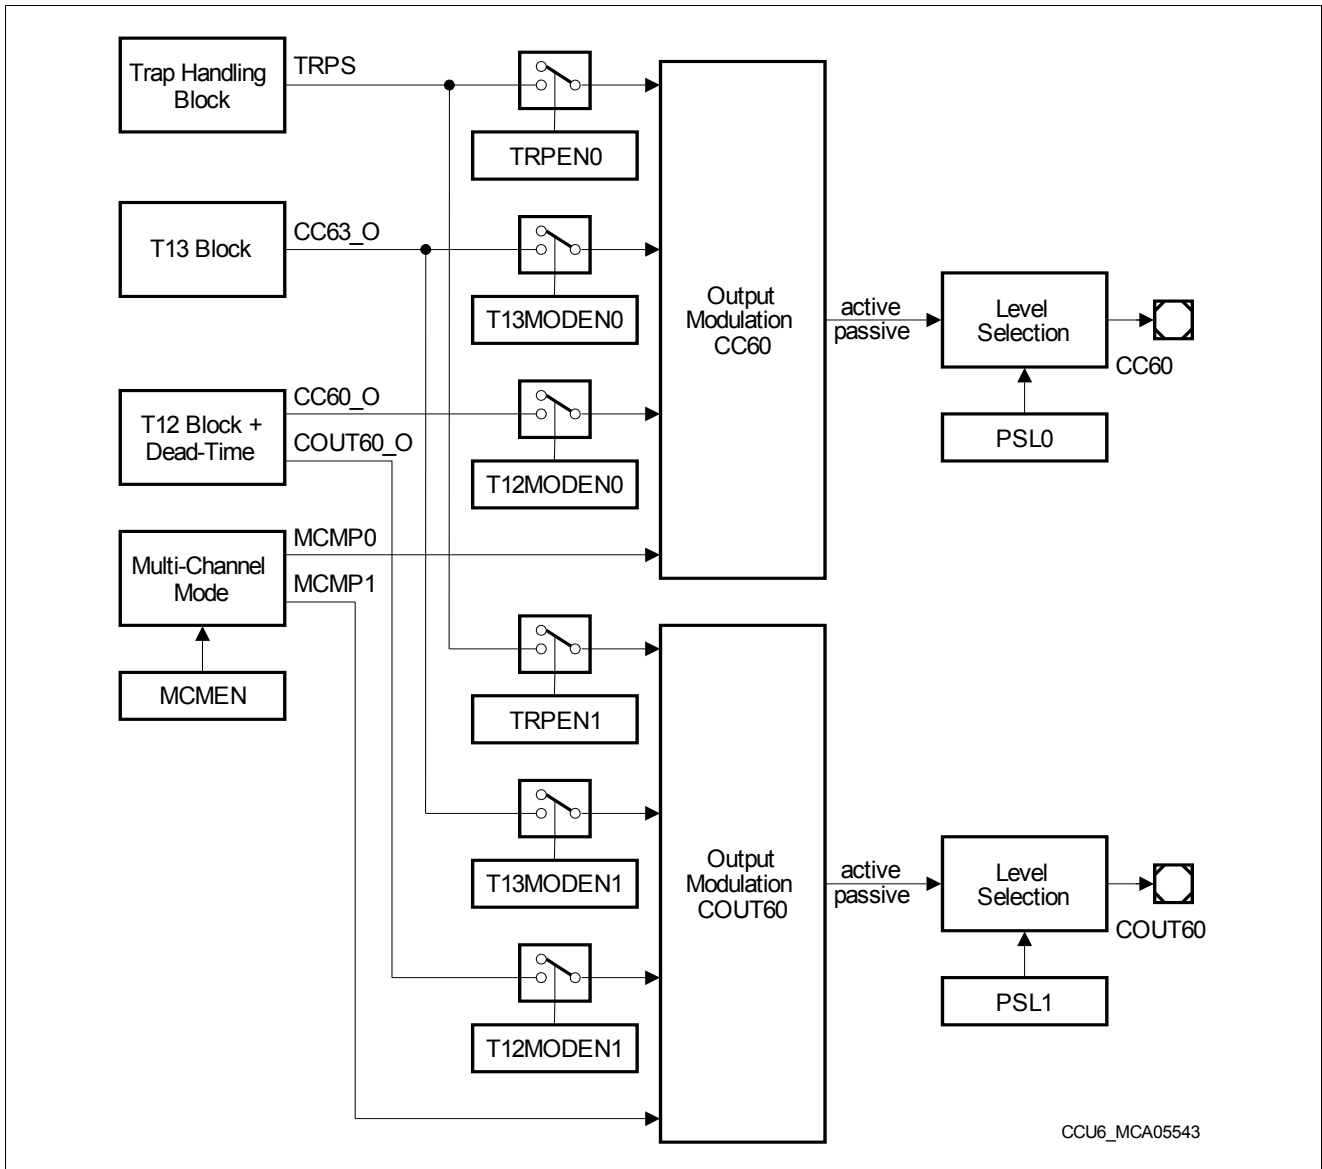 Trap Handling
Block
TRPS
TRPEN0
T13 Block
CC63_O
T13MODEN0
T12 Block +
Dead-Time
CC60_O
COUT60_O
T12MODEN0
Multi-Channel
Mode
MCMP0
MCMP1
MCMEN
Output
Modulation
CC60
active
passive
Level
Selection
CC60
PSL0
TRPEN1
T13MODEN1
T12MODEN1
Output
Modulation
COUT60
active
passive
Level
Selection
COUT60
PSL1
CCU6_MCA05543